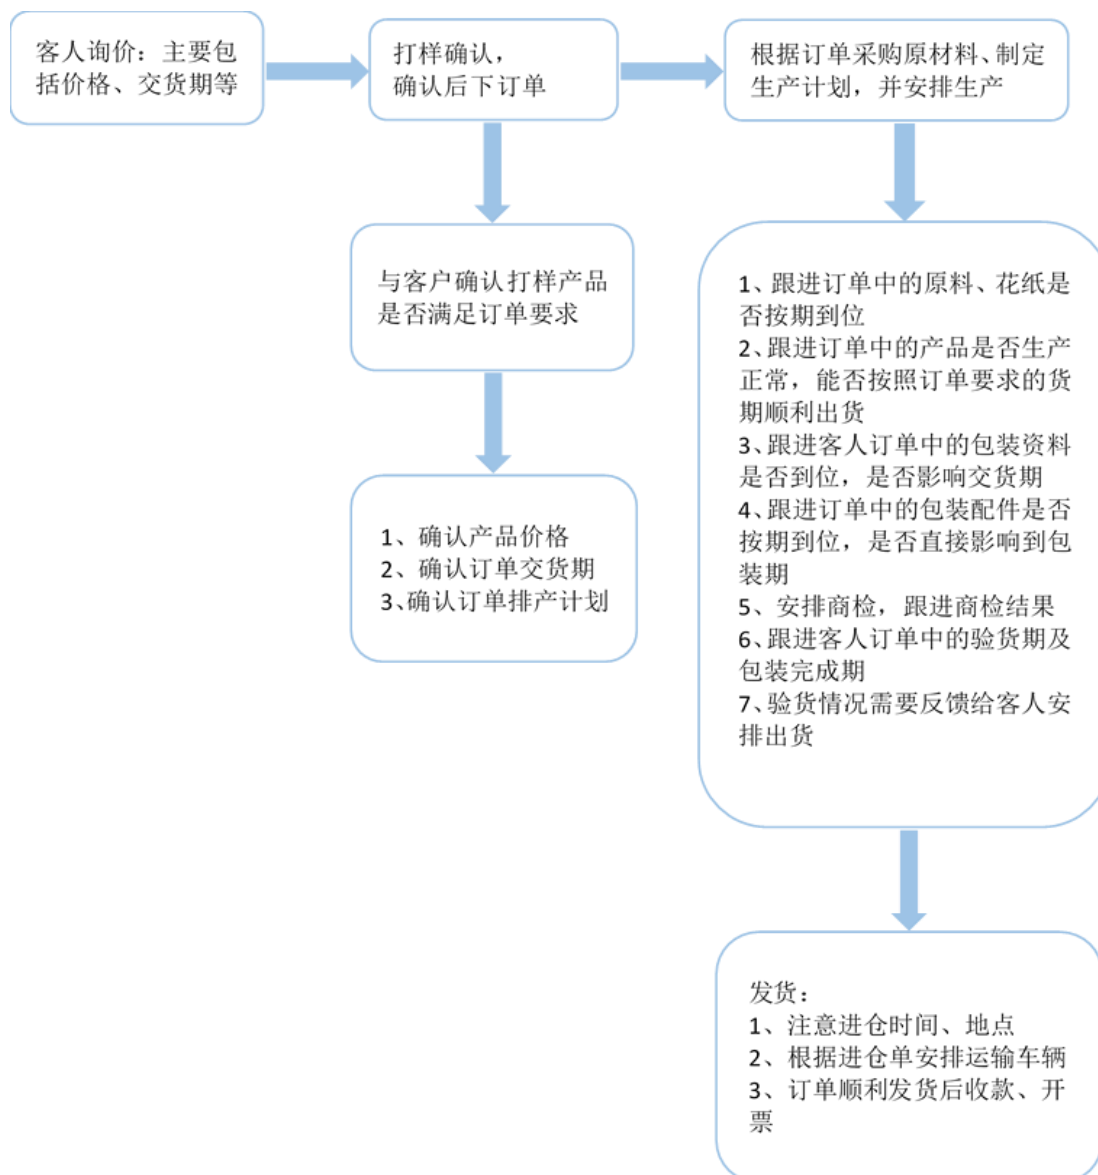 客人询价：主要包
括价格、交货期等
打样确认，
确认后下订单
根据订单采购原材料、制定
生产计划，并安排生产
与客户确认打样产品
是否满足订单要求
1、确认产品价格
2、确认订单交货期
3、确认订单排产计划
1、跟进订单中的原料、花纸是
否按期到位
2、跟进订单中的产品是否生产
正常，能否按照订单要求的货
期顺利出货
3、跟进客人订单中的包装资料
是否到位，是否影响交货期
4、跟进订单中的包装配件是否
按期到位，是否直接影响到包
装期
5、安排商检，跟进商检结果
6、跟进客人订单中的验货期及
包装完成期
7、验货情况需要反馈给客人安
排出货
发货：
1、注意进仓时间、地点
2、根据进仓单安排运输车辆
3、订单顺利发货后收款、开
票